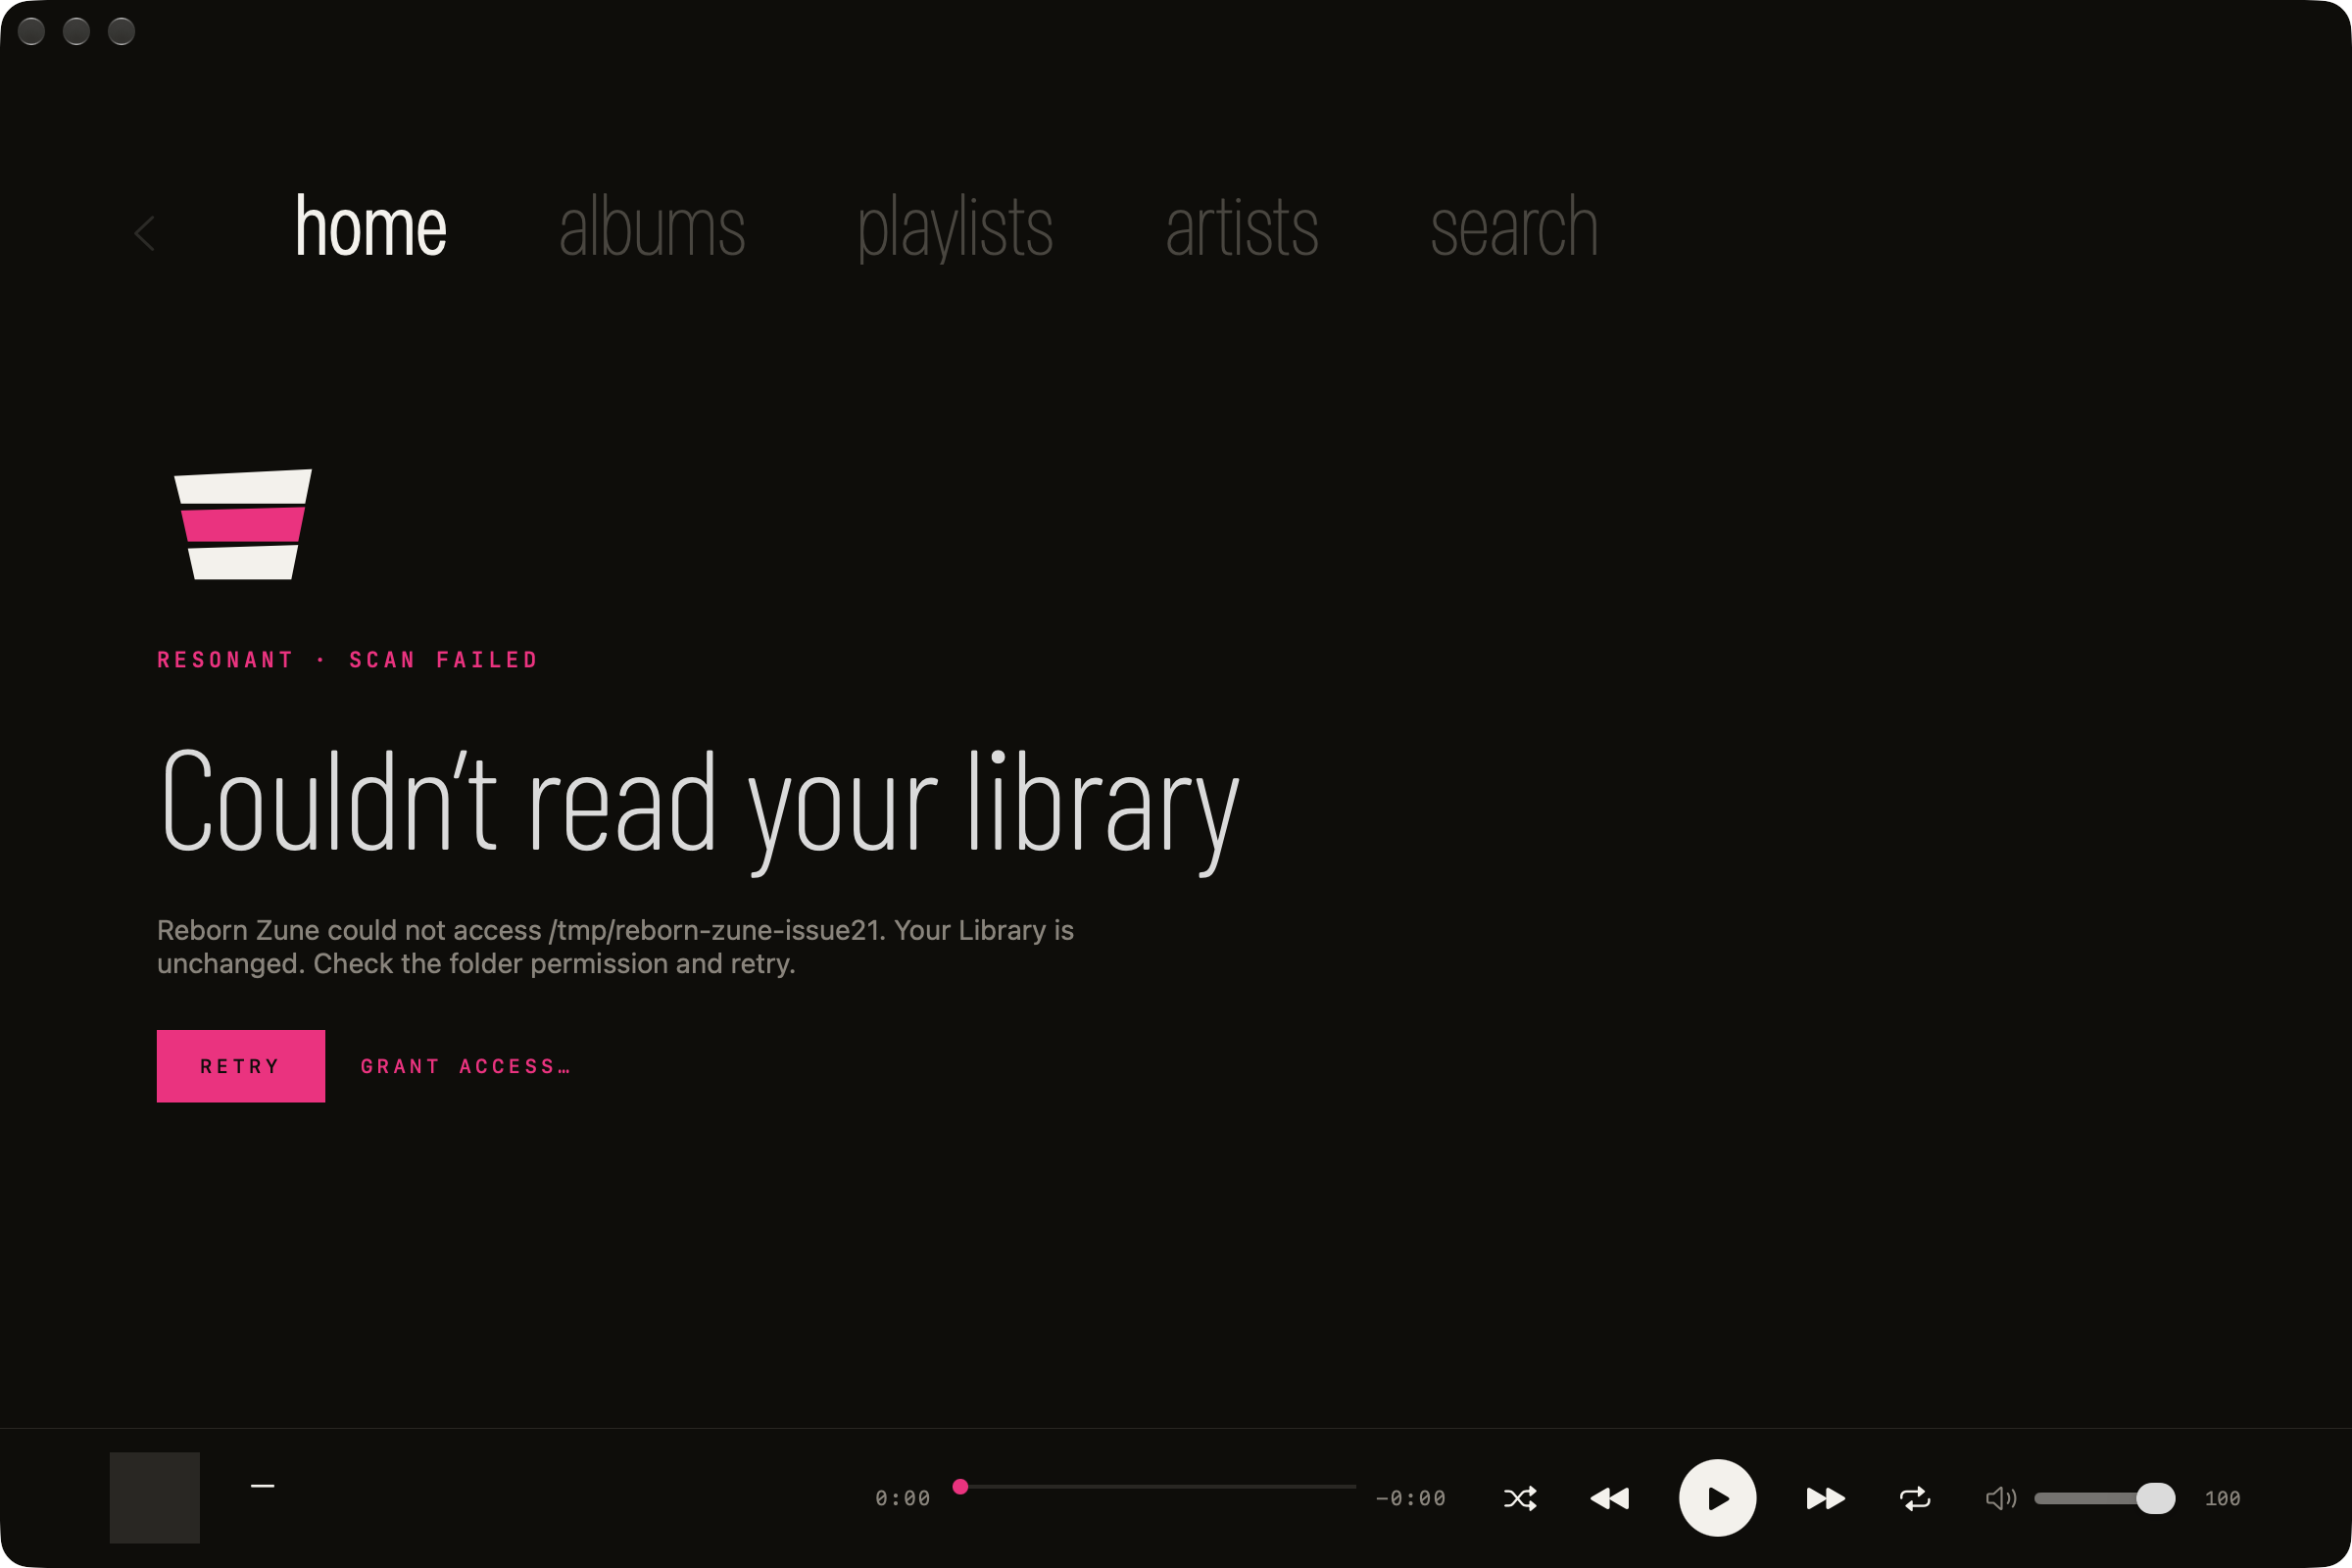 home albums playlists artists search
RESONANT · SCAN FAILED
Couldn’t read your library
Reborn Zune could not access /tmp/reborn-zune-issue21. Your Library is
unchanged. Check the folder permission and retry.
RETRY GRANT ACCESS…
—
0:00 −0:00 100